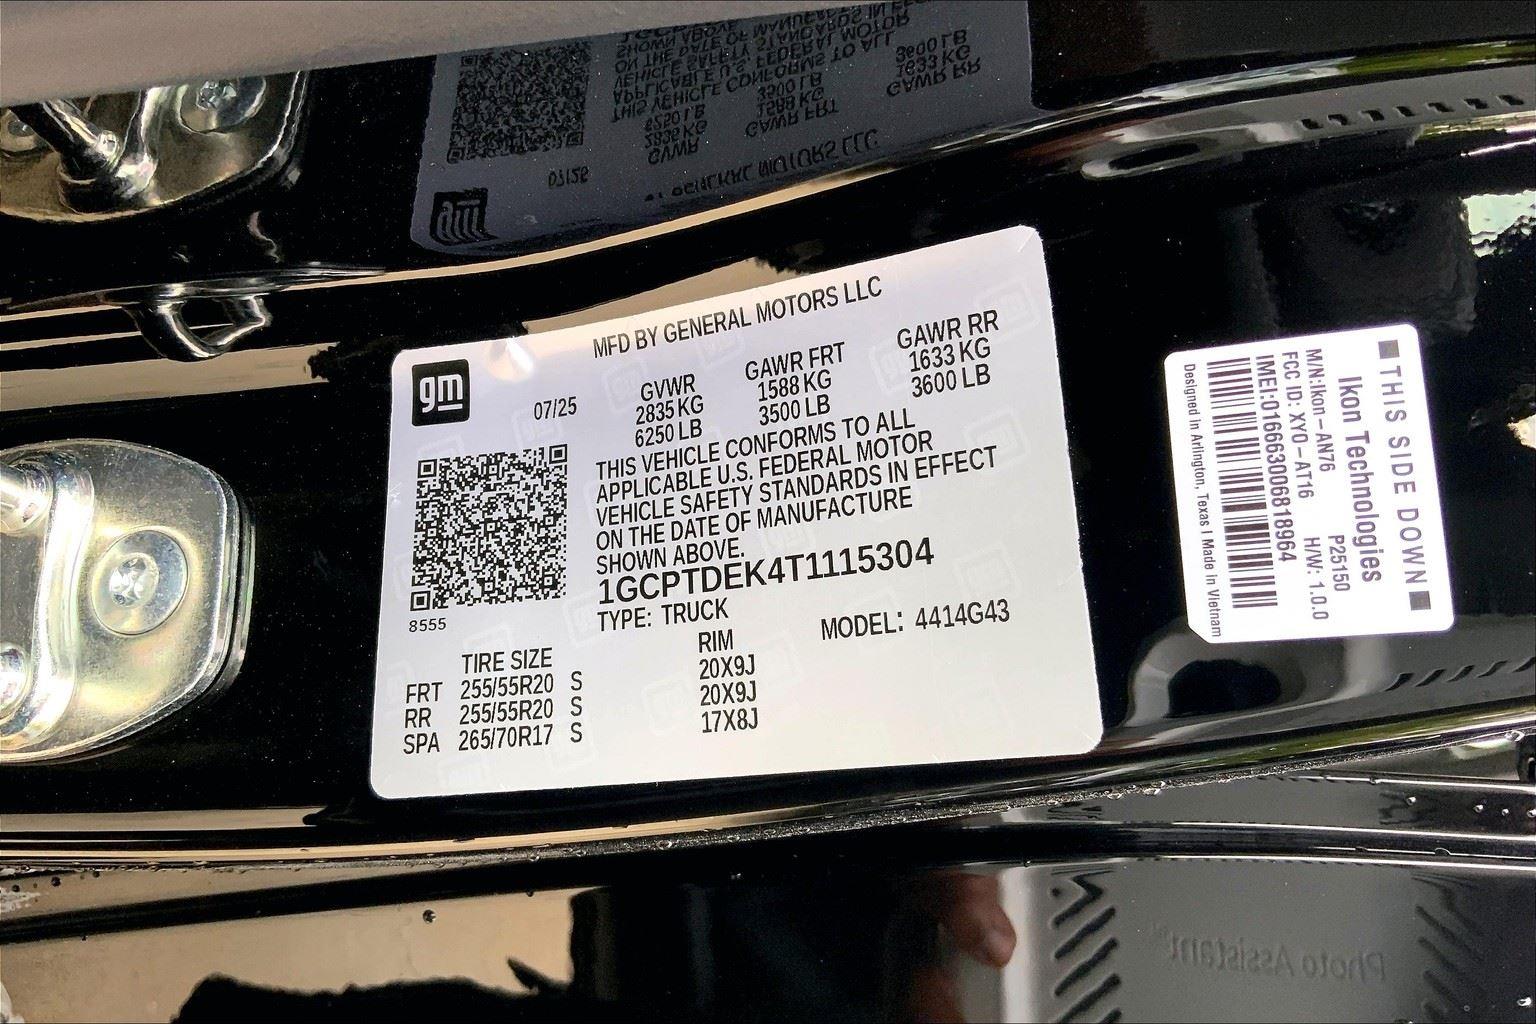 MFD BY GENERAL MOTORS LLC
gm
07/25
GVWR
2835 KG
6250 LB
GAWR FRT
1588 KG
3500 LB
GAWR RR
1633 KG
3600 LB
THIS VEHICLE CONFORMS TO ALL
APPLICABLE U.S. FEDERAL MOTOR
VEHICLE SAFETY STANDARDS IN EFFECT
ON THE DATE OF MANUFACTURE
SHOWN ABOVE.
1GCPTDEK4T1115304
TYPE: TRUCK
MODEL: 4414G43
8555
TIRE SIZE RIM
FRT 255/55R20 S 20X9J
RR 255/55R20 S 20X9J
SPA 265/70R17 S 17X8J
THIS SIDE DOWN
Ikon Technologies
P25150
M/N:Ikon-AN76 H/W: 1.0.0
FCC ID: XYO-AT16
IMEI:016663006818964
Designed in Arlington, Texas | Made in Vietnam
Photo Assistant